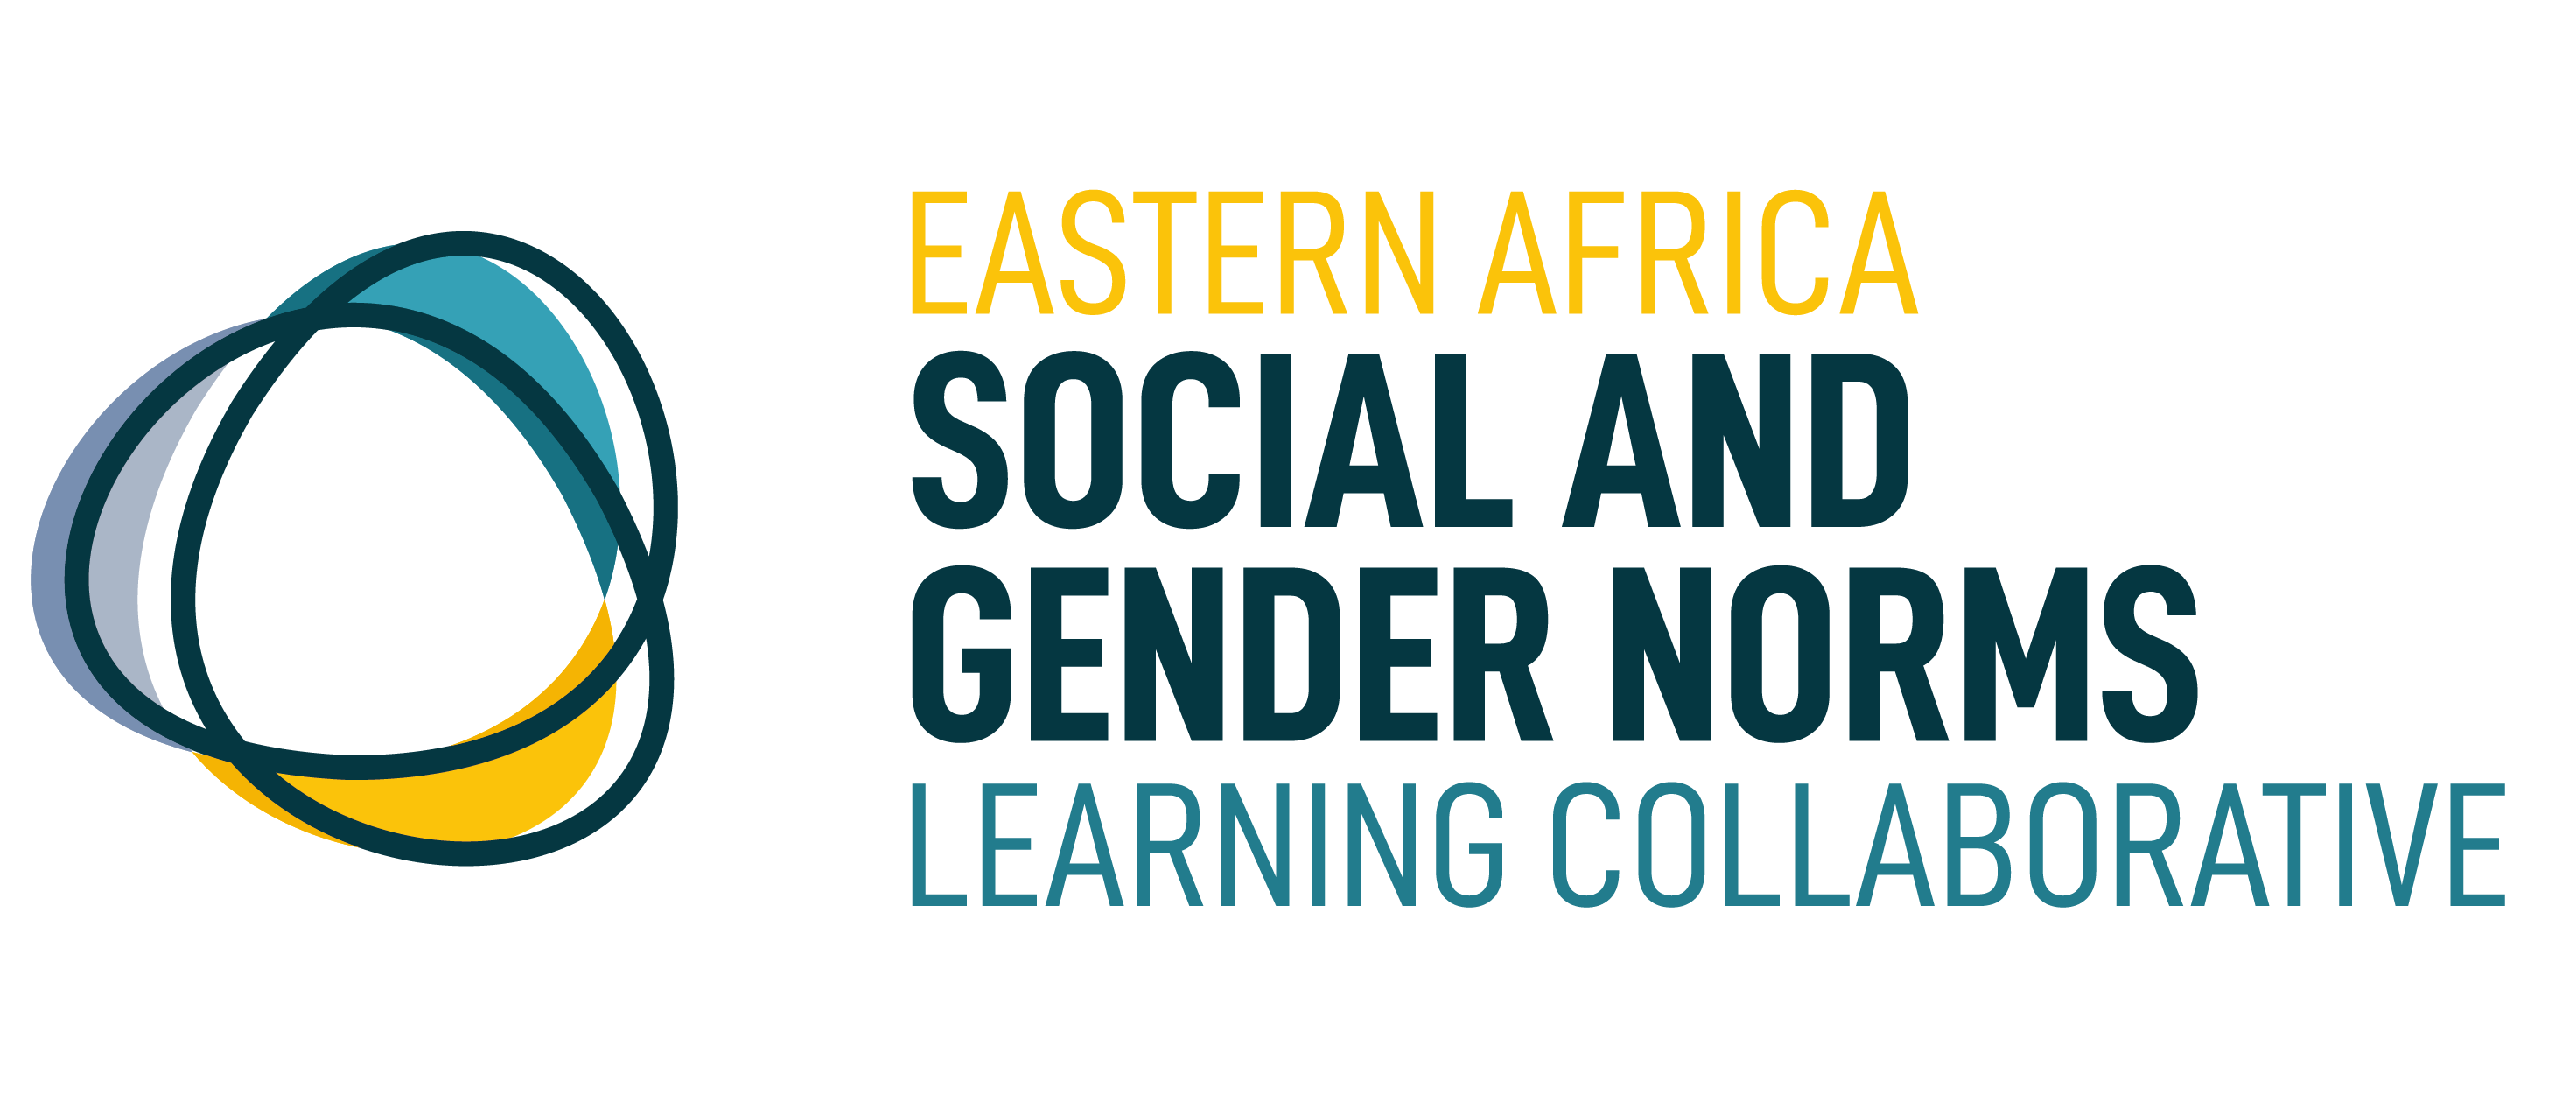 EASTERN AFRICA
SOCIAL AND
GENDER NORMS
LEARNING COLLABORATIVE